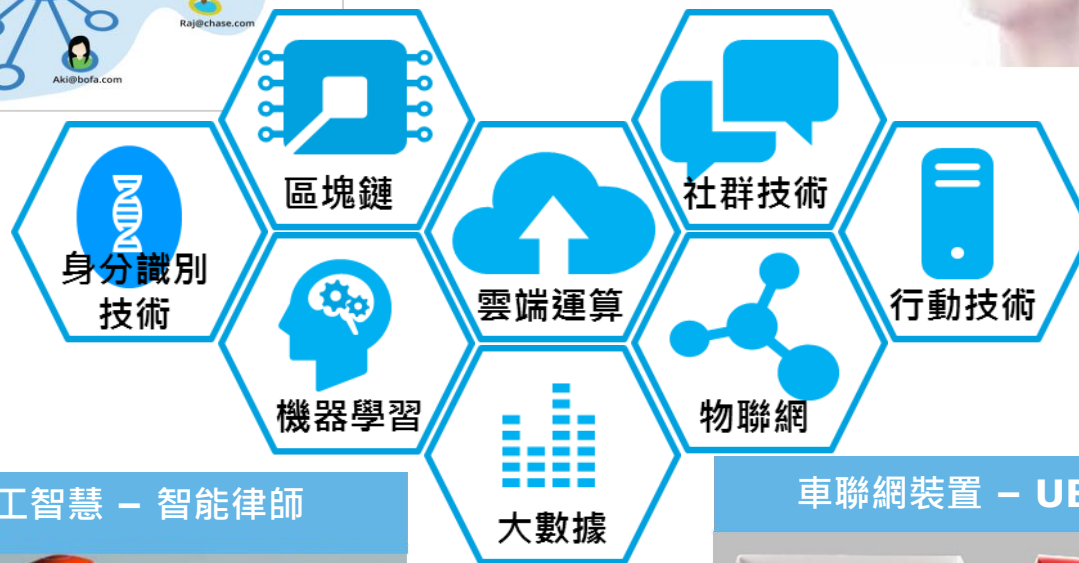 Raj@chase.com
Aki@bofa.com
區塊鏈
社群技術
身分識別
技術
雲端運算
行動技術
機器學習
物聯網
大數據
工智慧 – 智能律師
車聯網裝置 – UB